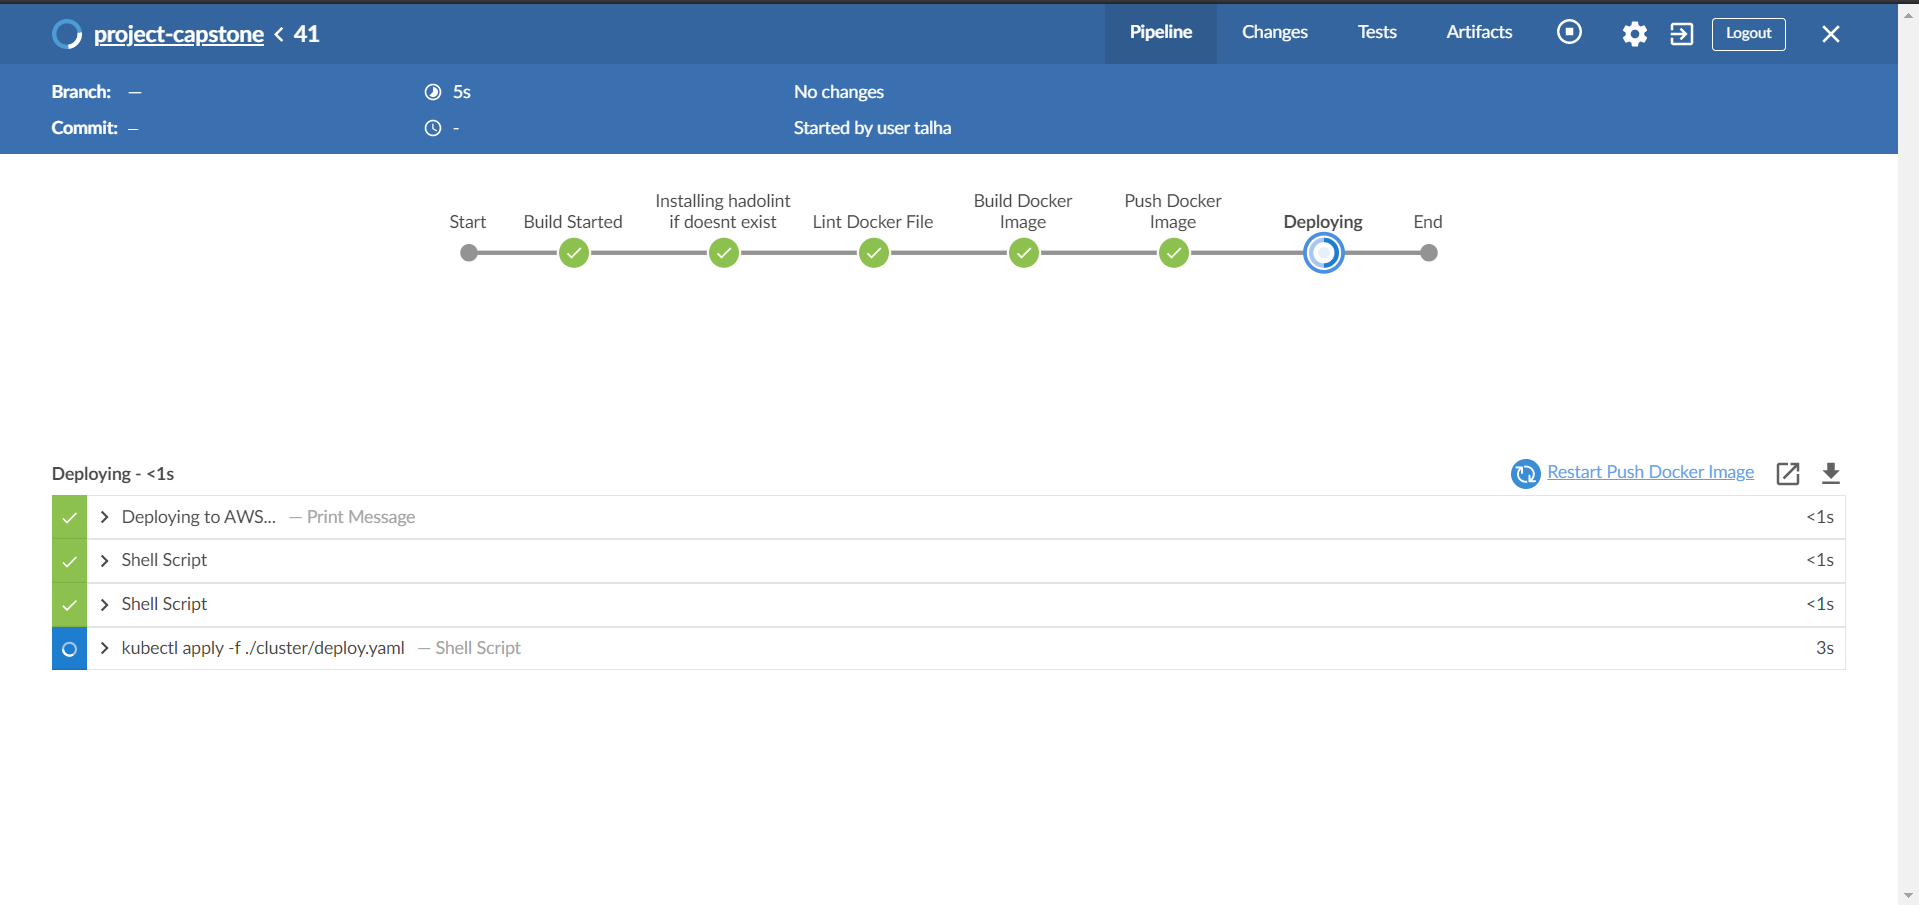 project-capstone < 41
Pipeline
Changes
Tests
Artifacts
Logout
Branch: —
5s
No changes
Commit: —
-
Started by user talha
Start
Build Started
Installing hadolint
if doesnt exist
Lint Docker File
Build Docker
Image
Push Docker
Image
Deploying
End
Deploying - <1s
Restart Push Docker Image
Deploying to AWS... — Print Message
<1s
Shell Script
<1s
Shell Script
<1s
kubectl apply -f ./cluster/deploy.yaml — Shell Script
3s